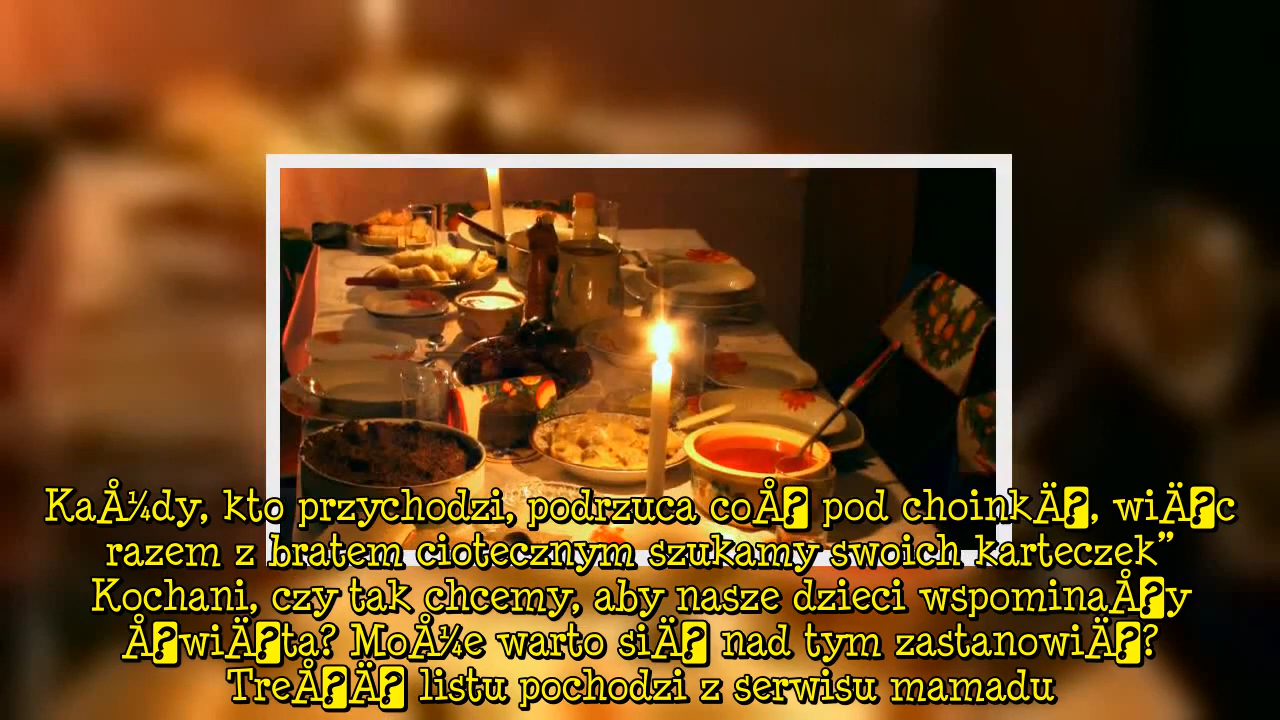 KaÅ¼dy, kto przychodzi, podrzuca coÅ� pod choinkÄ�, wiÄ�c
razem z bratem ciotecznym szukamy swoich karteczek”
Kochani, czy tak chcemy, aby nasze dzieci wspominaÅ�y
Å�wiÄ�ta? MoÅ¼e warto siÄ� nad tym zastanowiÄ�?
TreÅ�Ä� listu pochodzi z serwisu mamadu